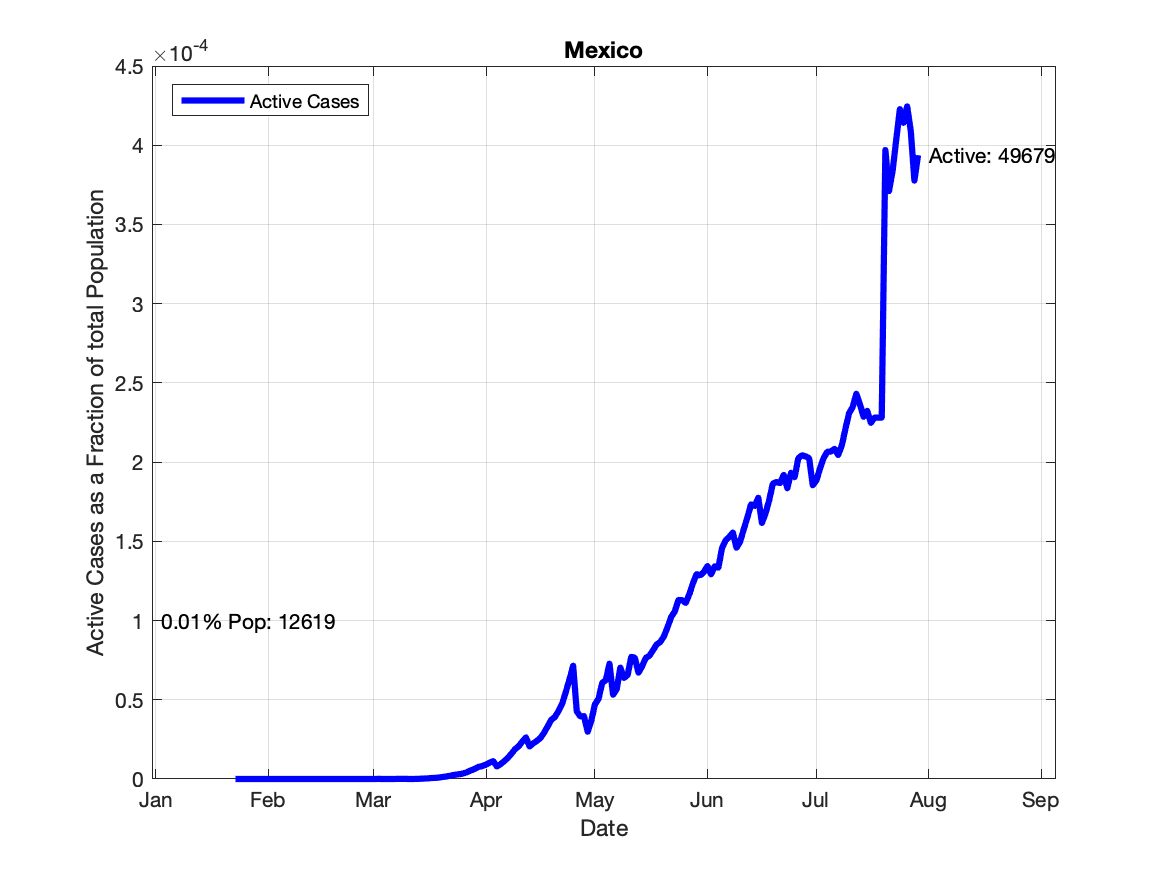 Mexico
×10-4
4.5
4
3.5
3
2.5
2
1.5
1
0.5
0
Active Cases as a Fraction of total Population
Active Cases
Active: 49679
0.01% Pop: 12619
Jan Feb Mar Apr May Jun Jul Aug Sep
Date